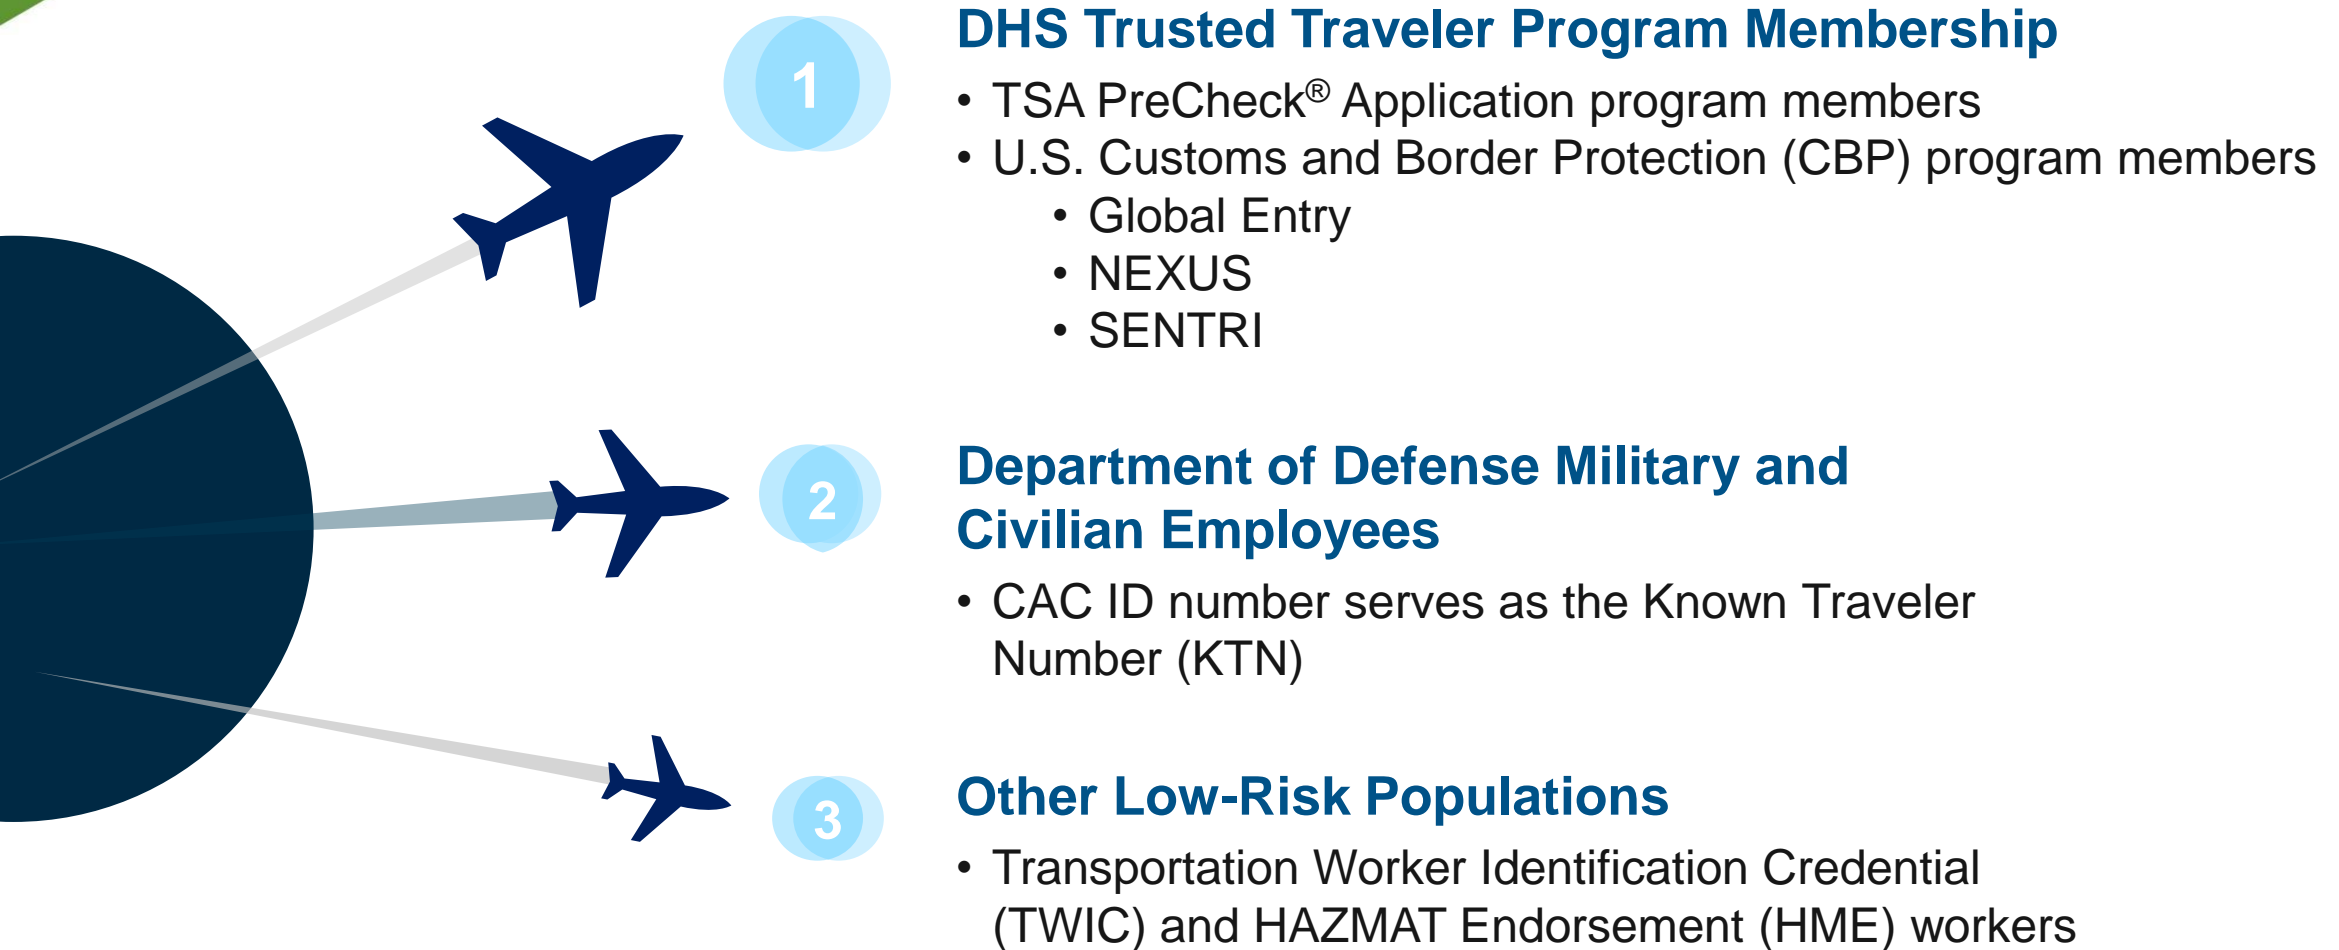 1
DHS Trusted Traveler Program Membership
• TSA PreCheck® Application program members
• U.S. Customs and Border Protection (CBP) program members
• Global Entry
• NEXUS
• SENTRI
2
Department of Defense Military and
Civilian Employees
• CAC ID number serves as the Known Traveler
Number (KTN)
3
Other Low-Risk Populations
• Transportation Worker Identification Credential
(TWIC) and HAZMAT Endorsement (HME) workers